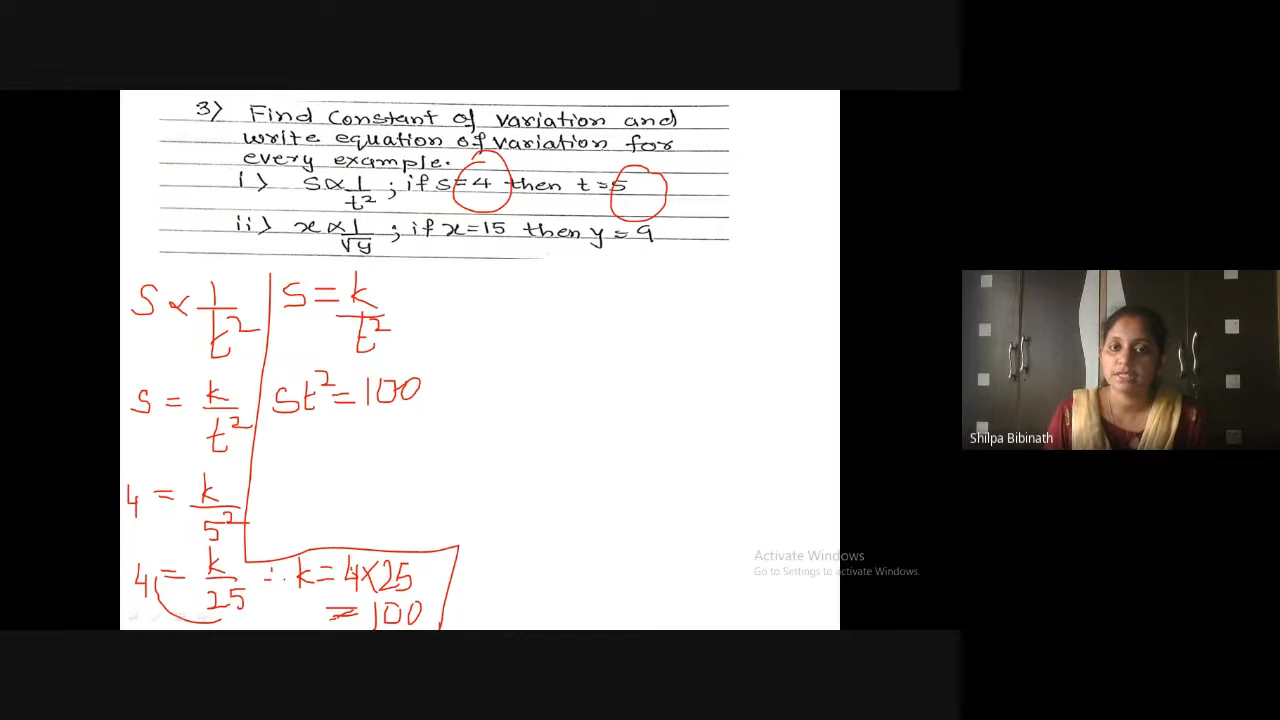 3) Find Constant of variation and
write equation of variation for
every example.
i) S ∝ 1/t² ; if s=4 then t=5
ii) x ∝ 1/√y ; if x=15 then y=9
S ∝ 1/t²
S = k/t²
4 = k/5²
4 = k/25
∴ k = 4×25
= 100
S = k/t²
St² = 100
Shilpa Bibinath
Activate Windows
Go to Settings to activate Windows.